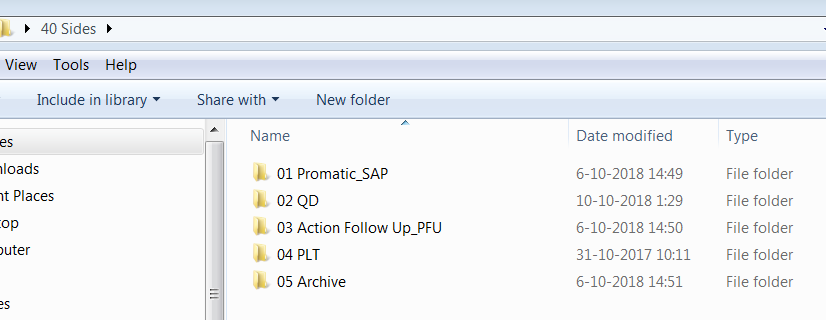 40 Sides
View Tools Help
Include in library Share with New folder
Name Date modified Type
01 Promatic_SAP 6-10-2018 14:49 File folder
02 QD 10-10-2018 1:29 File folder
03 Action Follow Up_PFU 6-10-2018 14:50 File folder
04 PLT 31-10-2017 10:11 File folder
05 Archive 6-10-2018 14:51 File folder
es
nloads
nt Places
top
puter
es